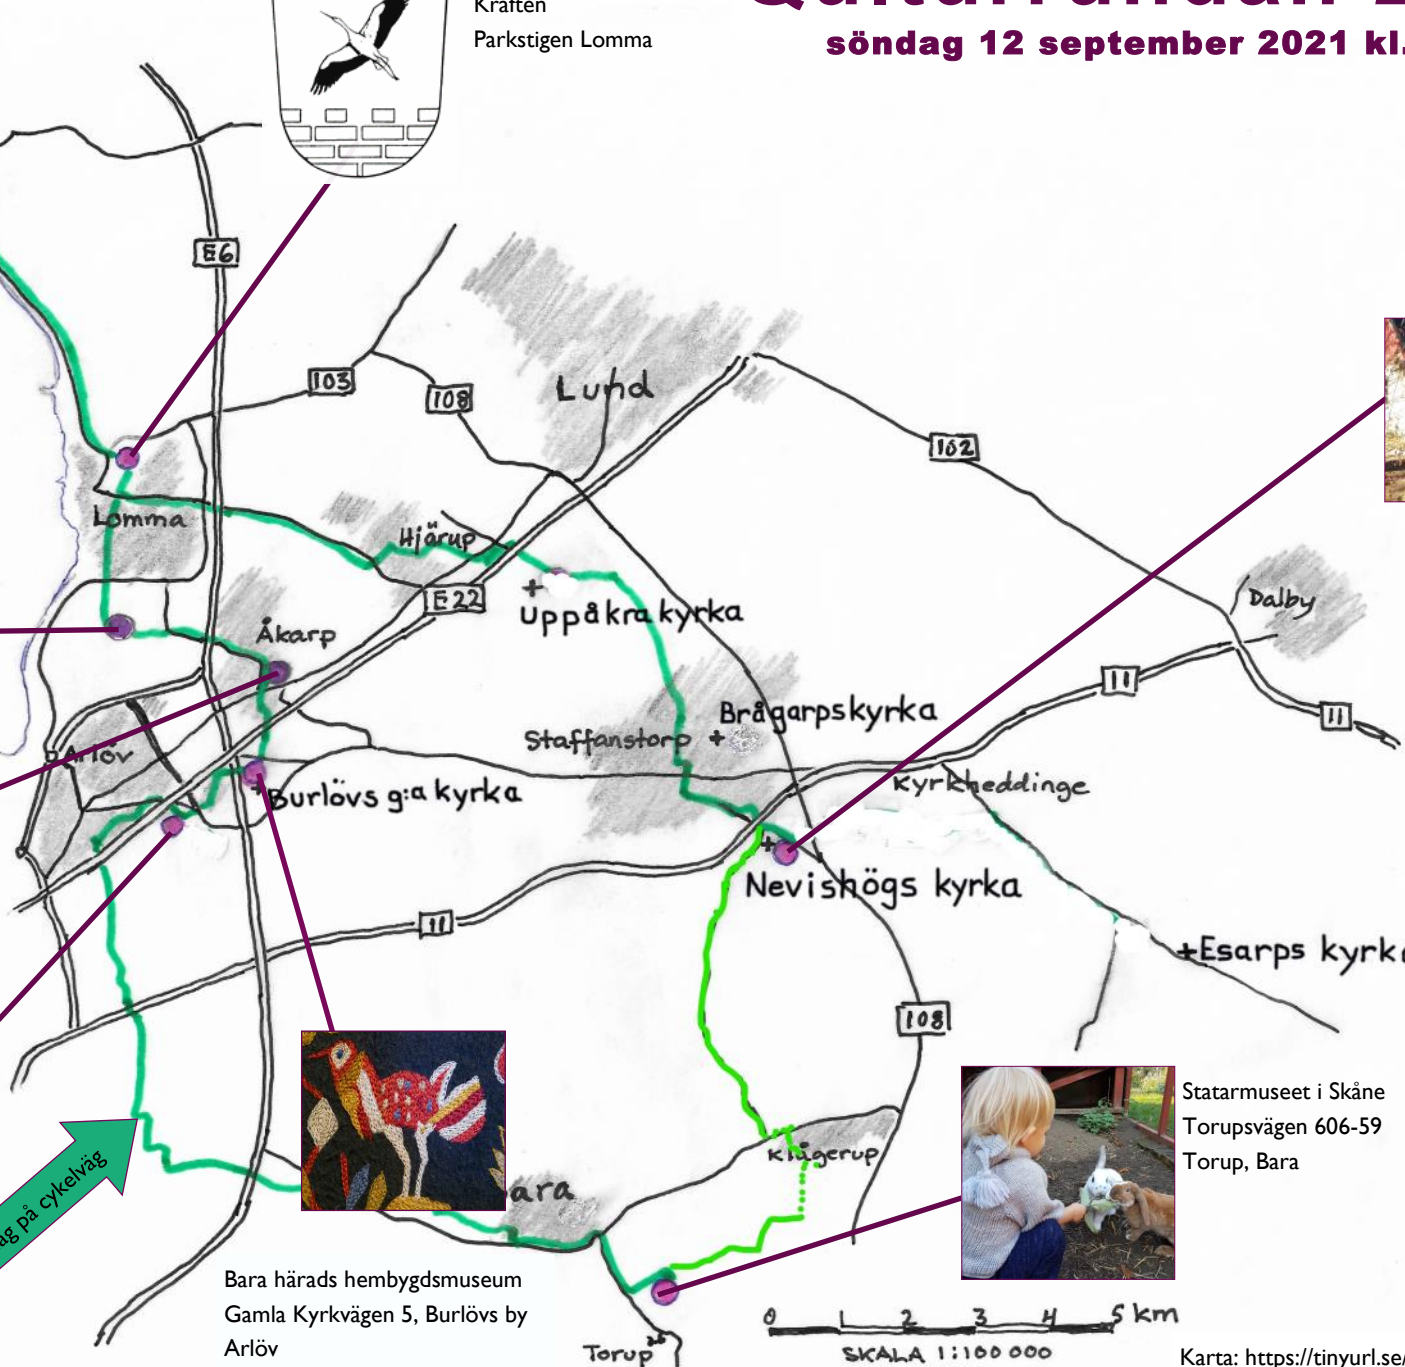 Kraften
Parkstigen Lomma
söndag 12 september 2021 kl.
E6
103
108
Lund
102
Lomma
Hjärup
E22
Uppåkra kyrka
Dalby
Åkarp
11
11
Brågarpskyrka
Staffanstorp
Arlöv
Kyrkheddinge
Burlövs g:a kyrka
Nevishögs kyrka
11
Esarps
108
Klågerup
på cykelväg
Statarmuseet i Skåne
Torupsvägen 606-59
Torup, Bara
Bara härads hembygdsmuseum
Gamla Kyrkvägen 5, Burlövs by
Arlöv
0 1 2 3 4 5 km
SKALA 1:100 000
Torup
Karta: https://tinyurl.se/